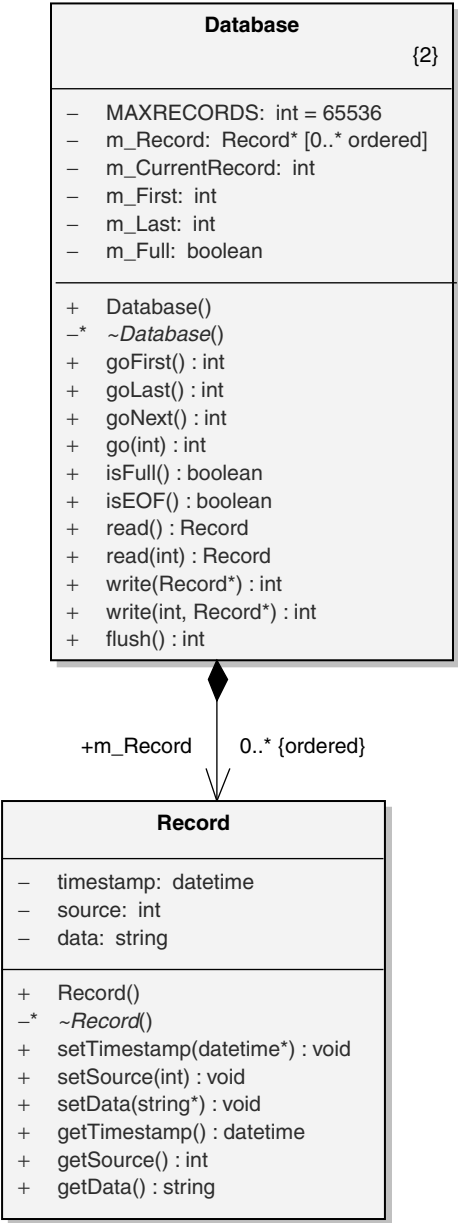 Database
{2}
– MAXRECORDS: int = 65536
– m_Record: Record* [0..* ordered]
– m_CurrentRecord: int
– m_First: int
– m_Last: int
– m_Full: boolean
+ Database()
–* ~Database()
+ goFirst() : int
+ goLast() : int
+ goNext() : int
+ go(int) : int
+ isFull() : boolean
+ isEOF() : boolean
+ read() : Record
+ read(int) : Record
+ write(Record*) : int
+ write(int, Record*) : int
+ flush() : int
+m_Record 0..* {ordered}
Record
– timestamp: datetime
– source: int
– data: string
+ Record()
–* ~Record()
+ setTimestamp(datetime*) : void
+ setSource(int) : void
+ setData(string*) : void
+ getTimestamp() : datetime
+ getSource() : int
+ getData() : string